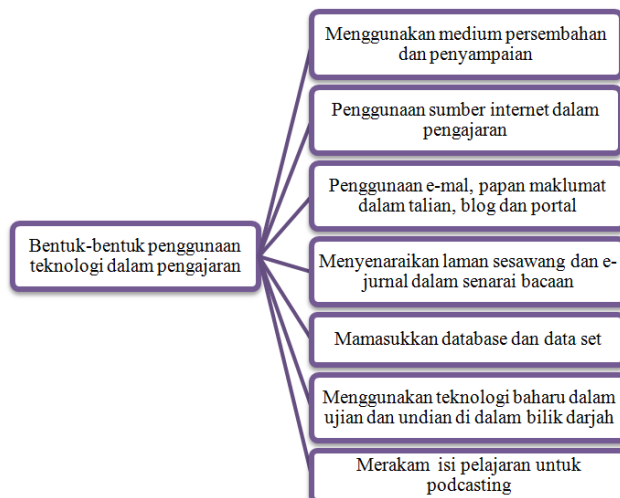 Menggunakan medium persembahan
dan penyampaian
Penggunaan sumber internet dalam
pengajaran
Penggunaan e-mal, papan maklumat
dalam talian, blog dan portal
Bentuk-bentuk penggunaan
teknologi dalam pengajaran
Menyenaraikan laman sesawang dan e-
jurnal dalam senarai bacaan
Mamasukkan database dan data set
Menggunakan teknologi baharu dalam
ujian dan undian di dalam bilik darjah
Merakam isi pelajaran untuk
podcasting